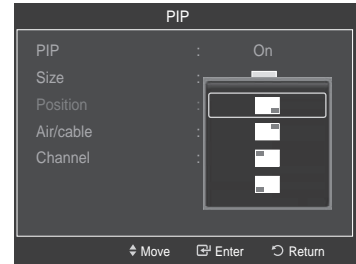 PIP
PIP : On
Size :
Position :
Air/cable :
Channel :
Move Enter Return